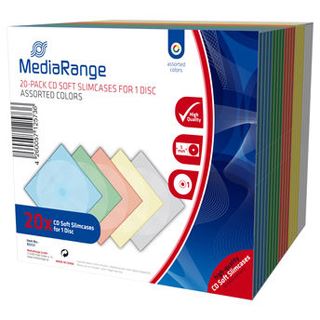 MediaRange
20-PACK CD SOFT SLIMCASES FOR 1 DISC
ASSORTED COLORS
assorted
colors
High
Quality
1
20x CD Soft Slimcases
for 1 Disc
CD Soft Slimcases